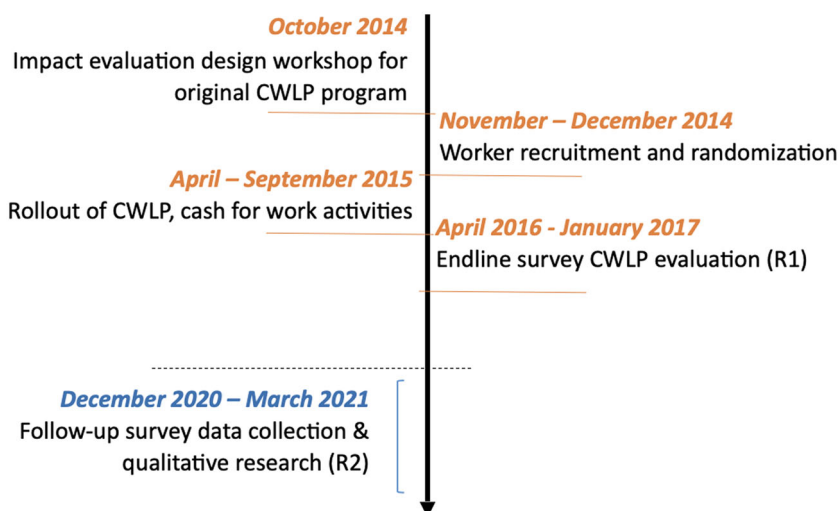 October 2014
Impact evaluation design workshop for
original CWLP program
November – December 2014
Worker recruitment and randomization
April – September 2015
Rollout of CWLP, cash for work activities
April 2016 - January 2017
Endline survey CWLP evaluation (R1)
December 2020 – March 2021
Follow-up survey data collection &
qualitative research (R2)